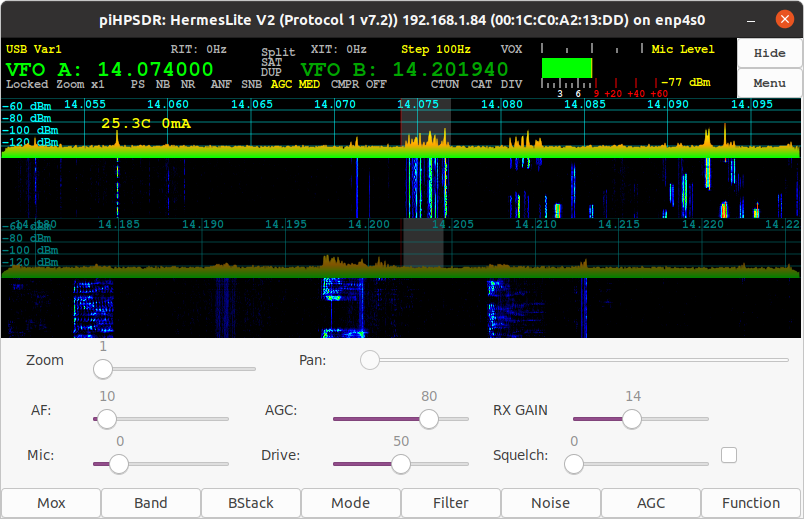 piHPSDR: HermesLite V2 (Protocol 1 v7.2)) 192.168.1.84 (00:1C:C0:A2:13:DD) on enp4s0
USB Var1 RIT: 0Hz Split XIT: 0Hz Step 100Hz VOX Mic Level Hide
SAT
VFO A: 14.074000 DUP VFO B: 14.201940
Locked Zoom x1 PS NB NR ANF SNB AGC MED CMPR OFF CTUN CAT DIV 3 6 9 +20 +40 +60 -77 dBm Menu
-60 dBm 14.055 14.065 14.070 14.075 14.080 14.085 14.090 14.095
-80 dBm
25.3C 0mA
-100 dBm
-120 dBm
14.180 14.185 14.190 14.195 14.200 14.205 14.210 14.215 14.220 14.22
-80 dBm
-100 dBm
-120 dBm
Zoom 1 Pan:
AF: 10 AGC: 80 RX GAIN 14
Mic: 0 Drive: 50 Squelch: 0
Mox Band BStack Mode Filter Noise AGC Function